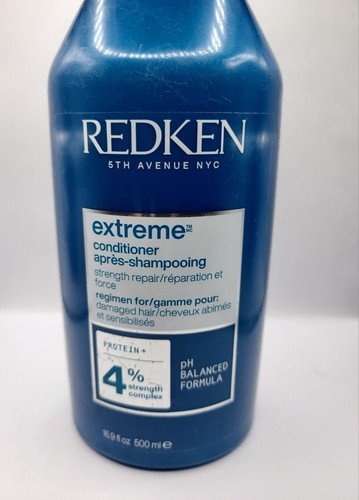 REDKEN
5TH AVENUE NYC
extreme™ MC
conditioner
après-shampooing
strength repair/réparation et
force
regimen for/gamme pour:
damaged hair/cheveux abîmés
et sensibilisés
PROTEIN+
4% strength
complex
pH
BALANCED
FORMULA
16.9 fl oz 500 ml e